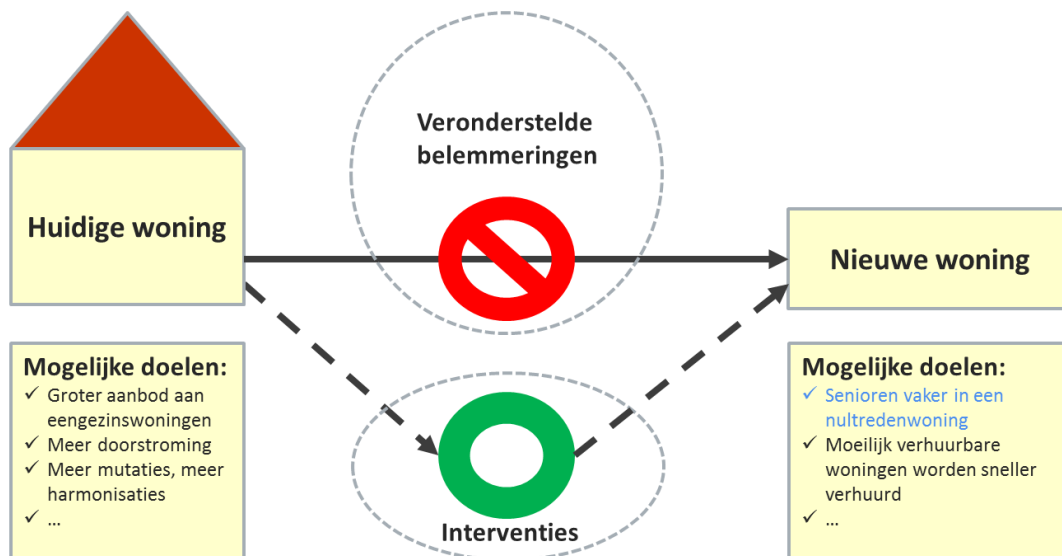 Veronderstelde
belemmeringen
Huidige woning
Nieuwe woning
Mogelijke doelen:
✓ Groter aanbod aan
eengezinswoningen
✓ Meer doorstroming
✓ Meer mutaties, meer
harmonisaties
✓ ...
Interventies
Mogelijke doelen:
✓ Senioren vaker in een
nultredenwoning
✓ Moeilijk verhuurbare
woningen worden sneller
verhuurd
✓ ...